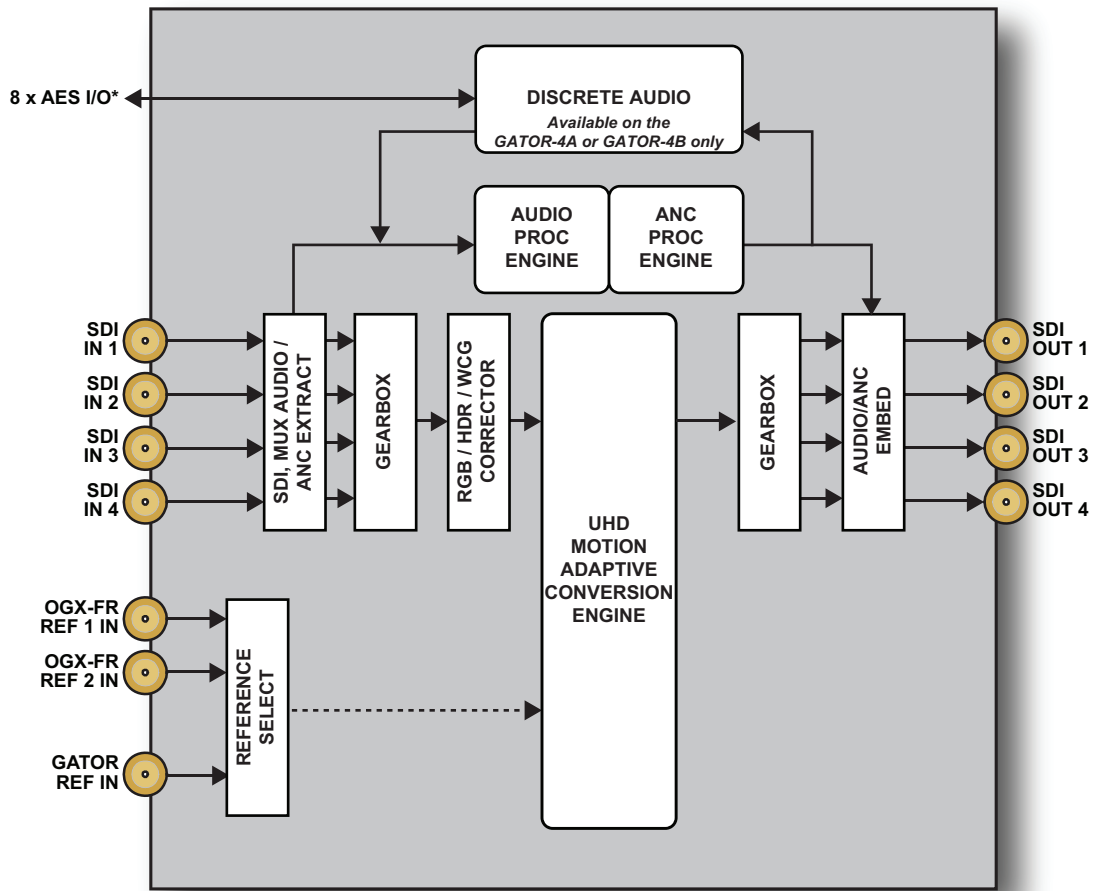 8 x AES I/O*
DISCRETE AUDIO
Available on the
GATOR-4A or GATOR-4B only
AUDIO
PROC
ENGINE
ANC
PROC
ENGINE
SDI
IN 1
SDI
IN 2
SDI
IN 3
SDI
IN 4
SDI, MUX AUDIO /
ANC EXTRACT
GEARBOX
RGB / HDR / WCG
CORRECTOR
UHD
MOTION
ADAPTIVE
CONVERSION
ENGINE
GEARBOX
AUDIO/ANC
EMBED
SDI
OUT 1
SDI
OUT 2
SDI
OUT 3
SDI
OUT 4
OGX-FR
REF 1 IN
OGX-FR
REF 2 IN
GATOR
REF IN
REFERENCE
SELECT